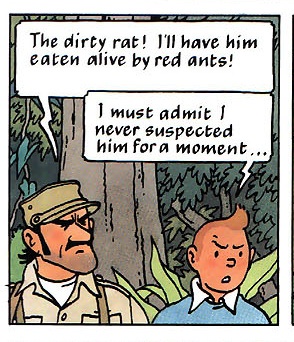 The dirty rat! I'll have him
eaten alive by red ants!
I must admit I
never suspected
him for a moment...